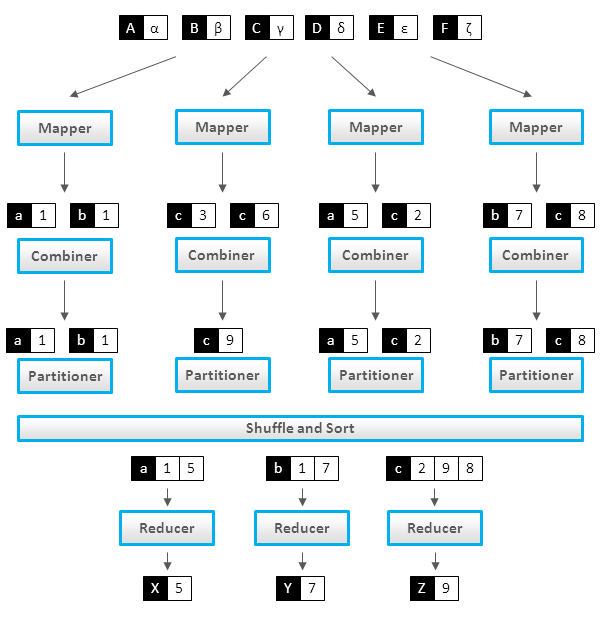 A α B β C γ D δ E ε F ζ
Mapper Mapper Mapper Mapper
a 1 b 1 c 3 c 6 a 5 c 2 b 7 c 8
Combiner Combiner Combiner Combiner
a 1 b 1 c 9 a 5 c 2 b 7 c 8
Partitioner Partitioner Partitioner Partitioner
Shuffle and Sort
a 1 5 b 1 7 c 2 9 8
Reducer Reducer Reducer
X 5 Y 7 Z 9